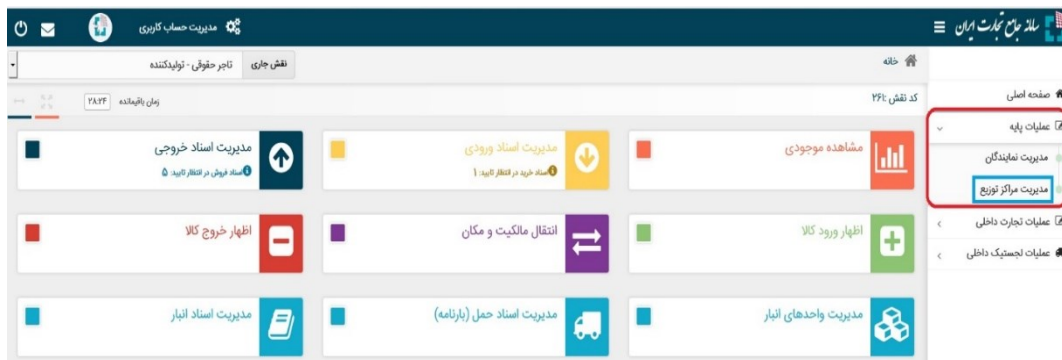 سامانه جامع تجارت ایران
مدیریت حساب کاربری
خانه
نقش جاری
تاجر حقوقی - تولیدکننده
کد نقش :۲۶۱
زمان باقیمانده ۲۸:۲۴
صفحه اصلی
عملیات پایه
مدیریت نمایندگان
مدیریت مراکز توزیع
عملیات تجارت داخلی
عملیات لجستیک داخلی
مشاهده موجودی
مدیریت اسناد ورودی
اسناد خرید در انتظار تایید: ۱
مدیریت اسناد خروجی
اسناد فروش در انتظار تایید: ۵
اظهار ورود کالا
انتقال مالکیت و مکان
اظهار خروج کالا
مدیریت واحدهای انبار
مدیریت اسناد حمل (بارنامه)
مدیریت اسناد انبار